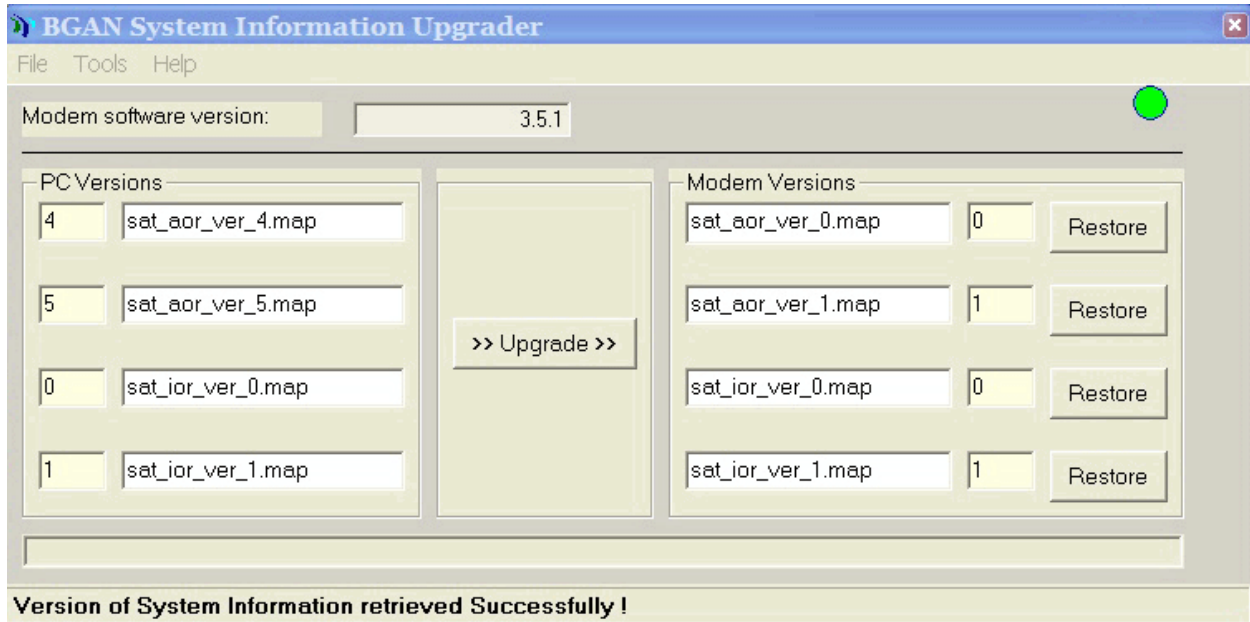 BGAN System Information Upgrader
File Tools Help
Modem software version: 3.5.1
PC Versions
4 sat_aor_ver_4.map
5 sat_aor_ver_5.map
0 sat_ior_ver_0.map
1 sat_ior_ver_1.map
>> Upgrade >>
Modem Versions
sat_aor_ver_0.map 0 Restore
sat_aor_ver_1.map 1 Restore
sat_ior_ver_0.map 0 Restore
sat_ior_ver_1.map 1 Restore
Version of System Information retrieved Successfully !